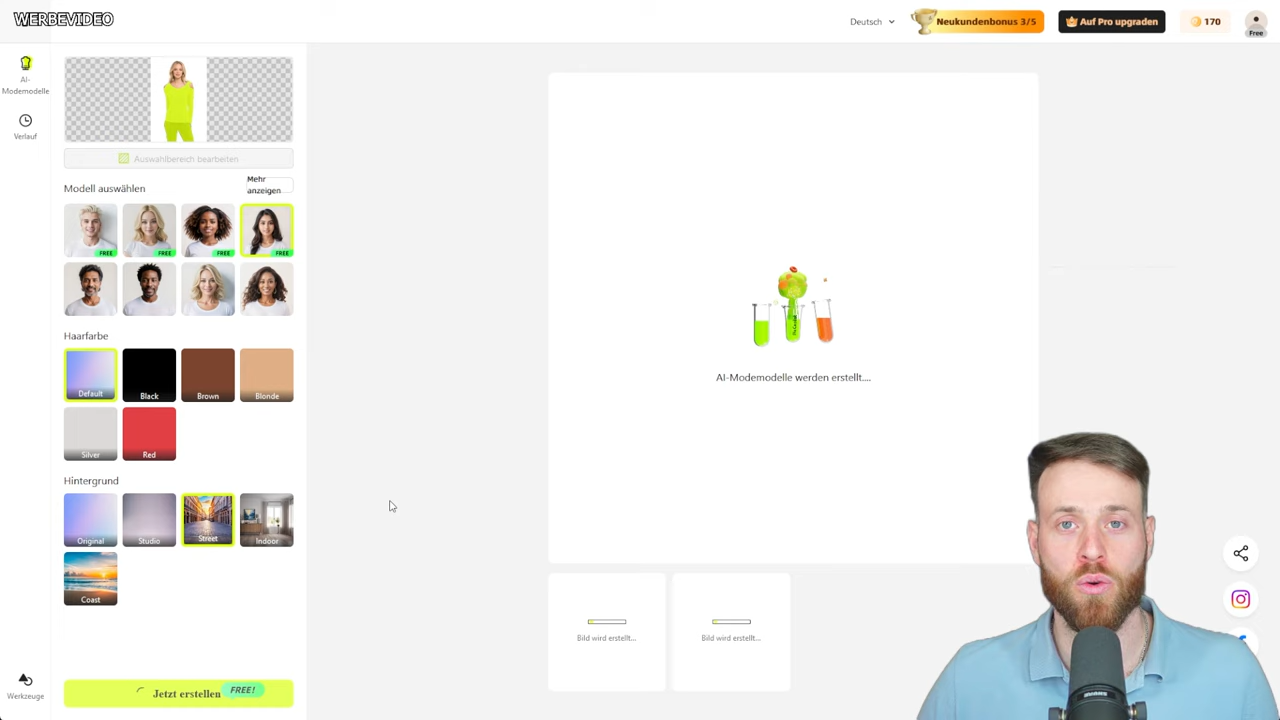 WERBEVIDEO
Deutsch
Neukundenbonus 3/5
Auf Pro upgraden
170
Free
AI-
Modemodelle
Verlauf
Auswahlbereich bearbeiten
Modell auswählen
Mehr
anzeigen
FREE
FREE
FREE
FREE
Haarfarbe
Default
Black
Brown
Blonde
Silver
Red
Hintergrund
Original
Studio
Street
Indoor
Coast
Werkzeuge
Jetzt erstellen
FREE!
AI-Modemodelle werden erstellt....
Bild wird erstellt...
Bild wird erstellt...